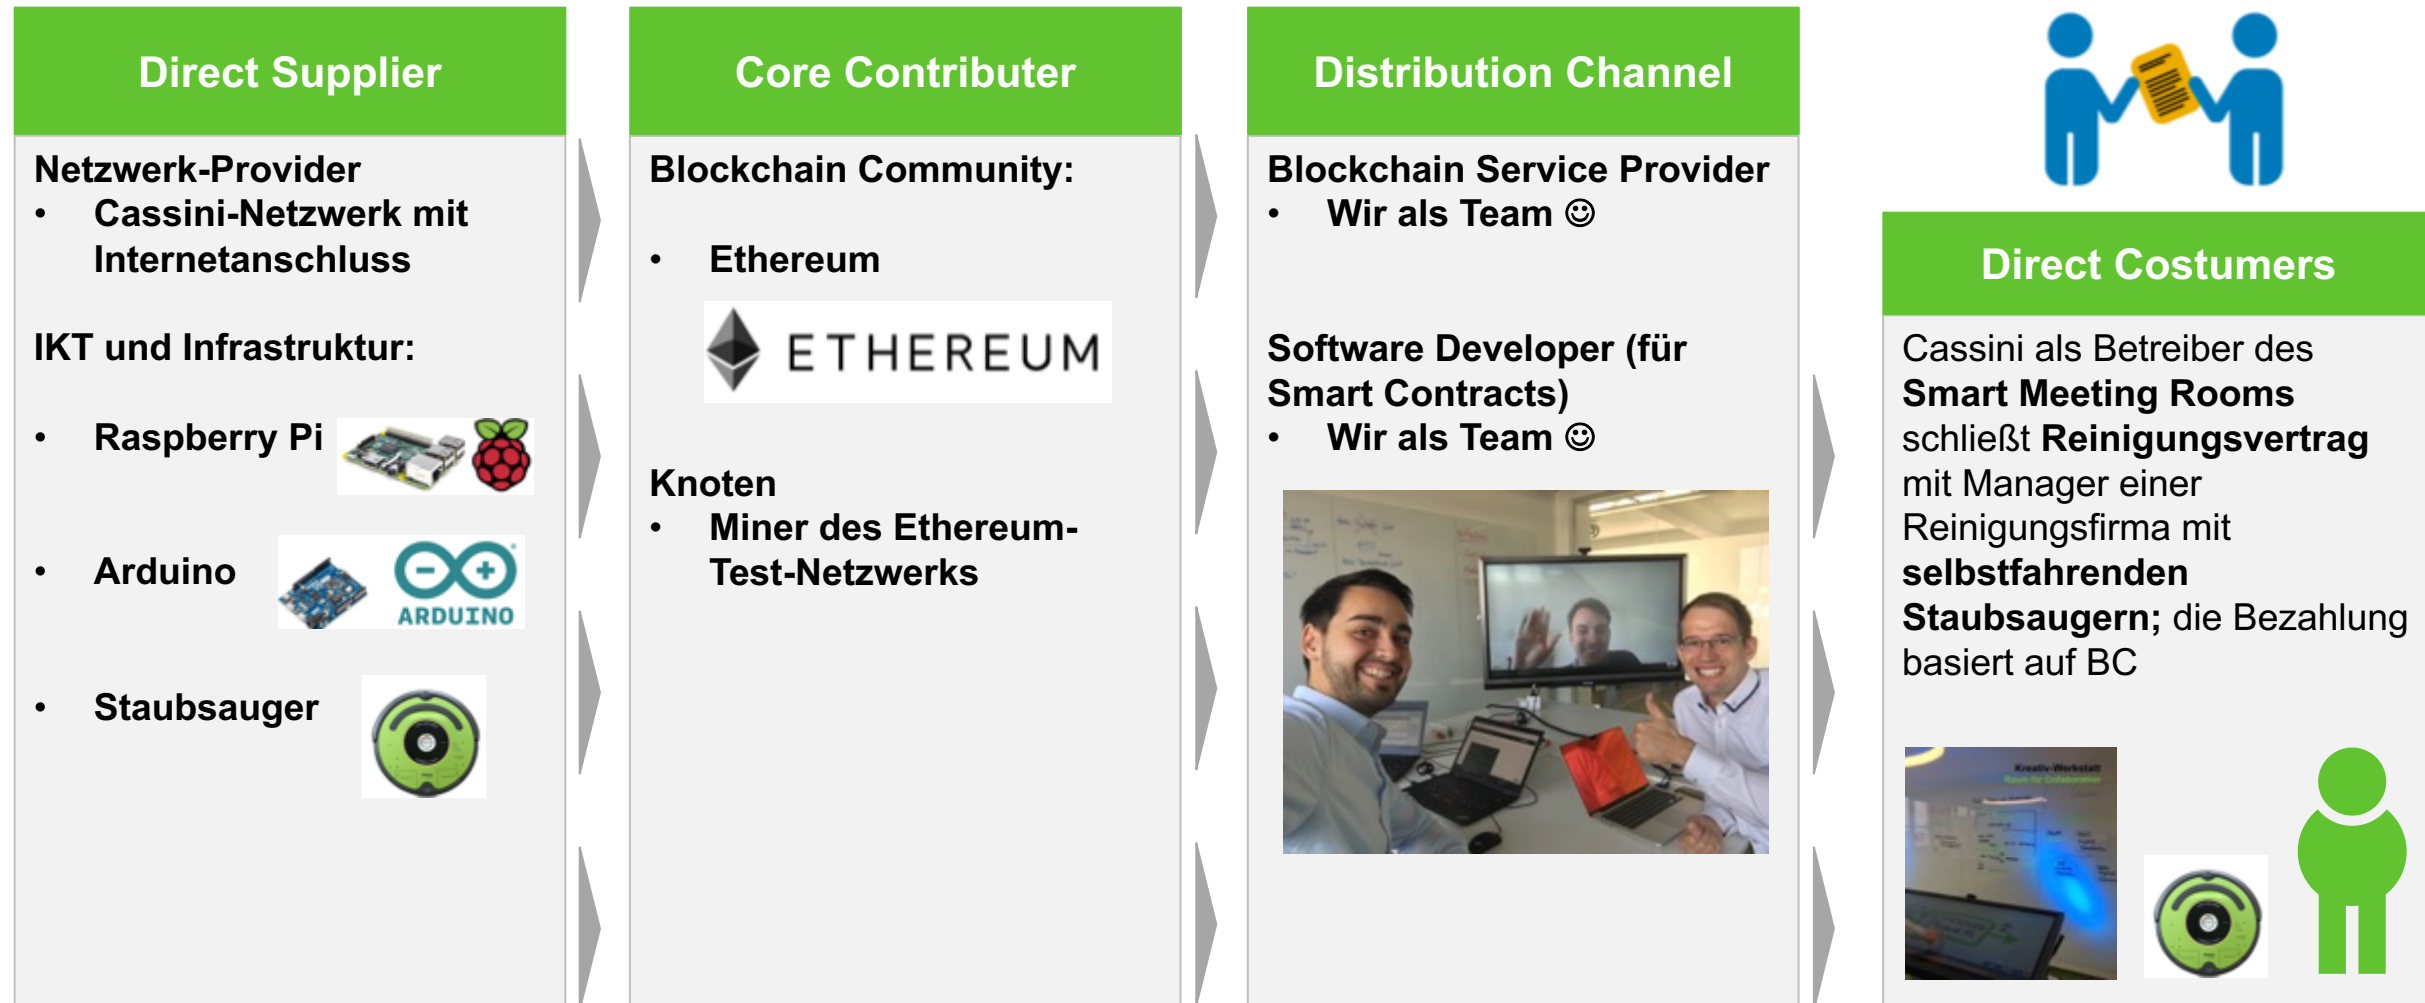 Direct Supplier
Netzwerk-Provider
• Cassini-Netzwerk mit
Internetanschluss
IKT und Infrastruktur:
• Raspberry Pi
• Arduino
ARDUINO
• Staubsauger
Core Contributer
Blockchain Community:
• Ethereum
ETHEREUM
Knoten
• Miner des Ethereum-
Test-Netzwerks
Distribution Channel
Blockchain Service Provider
• Wir als Team ☺
Software Developer (für
Smart Contracts)
• Wir als Team ☺
Direct Costumers
Cassini als Betreiber des
Smart Meeting Rooms
schließt Reinigungsvertrag
mit Manager einer
Reinigungsfirma mit
selbstfahrenden
Staubsaugern; die Bezahlung
basiert auf BC
Kreativ-Werkstatt
Room for Collaboration